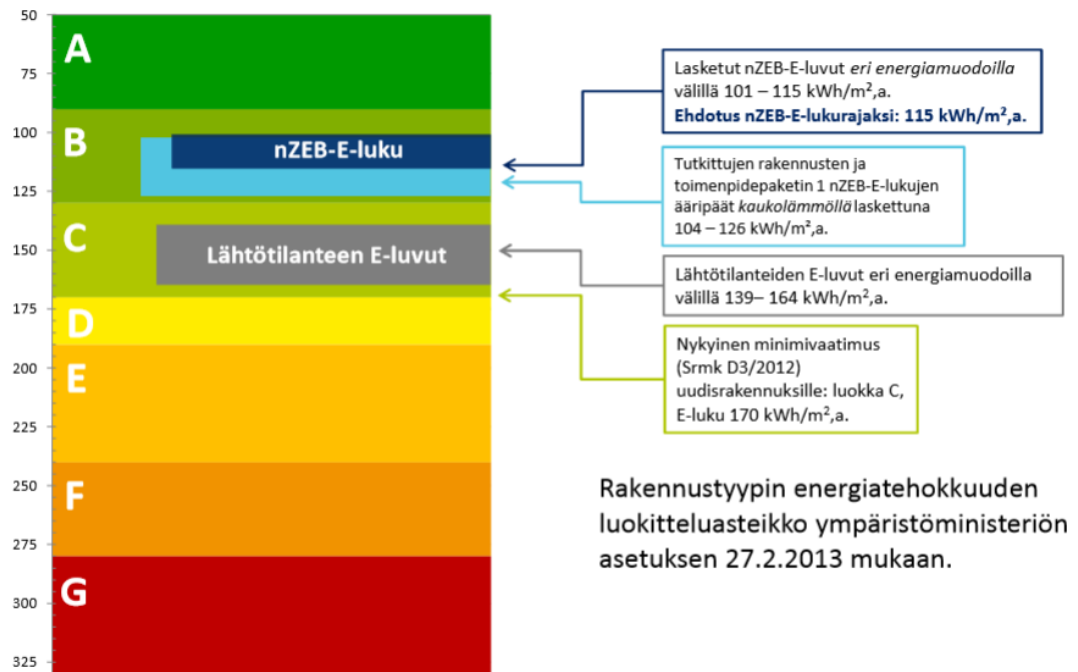 50
75
100
125
150
175
200
225
250
275
300
325
A
B
C
D
E
F
G
nZEB-E-luku
Lähtötilanteen E-luvut
Lasketut nZEB-E-luvut eri energiamuodoilla
välillä 101 – 115 kWh/m²,a.
Ehdotus nZEB-E-lukurajaksi: 115 kWh/m²,a.
Tutkittujen rakennusten ja
toimenpidepaketin 1 nZEB-E-lukujen
ääripäät kaukolämmöllä laskettuna
104 – 126 kWh/m²,a.
Lähtötilanteiden E-luvut eri energiamuodoilla
välillä 139– 164 kWh/m²,a.
Nykyinen minimivaatimus
(Srmk D3/2012)
uudisrakennuksille: luokka C,
E-luku 170 kWh/m²,a.
Rakennustyypin energiatehokkuuden
luokitteluasteikko ympäristöministeriön
asetuksen 27.2.2013 mukaan.